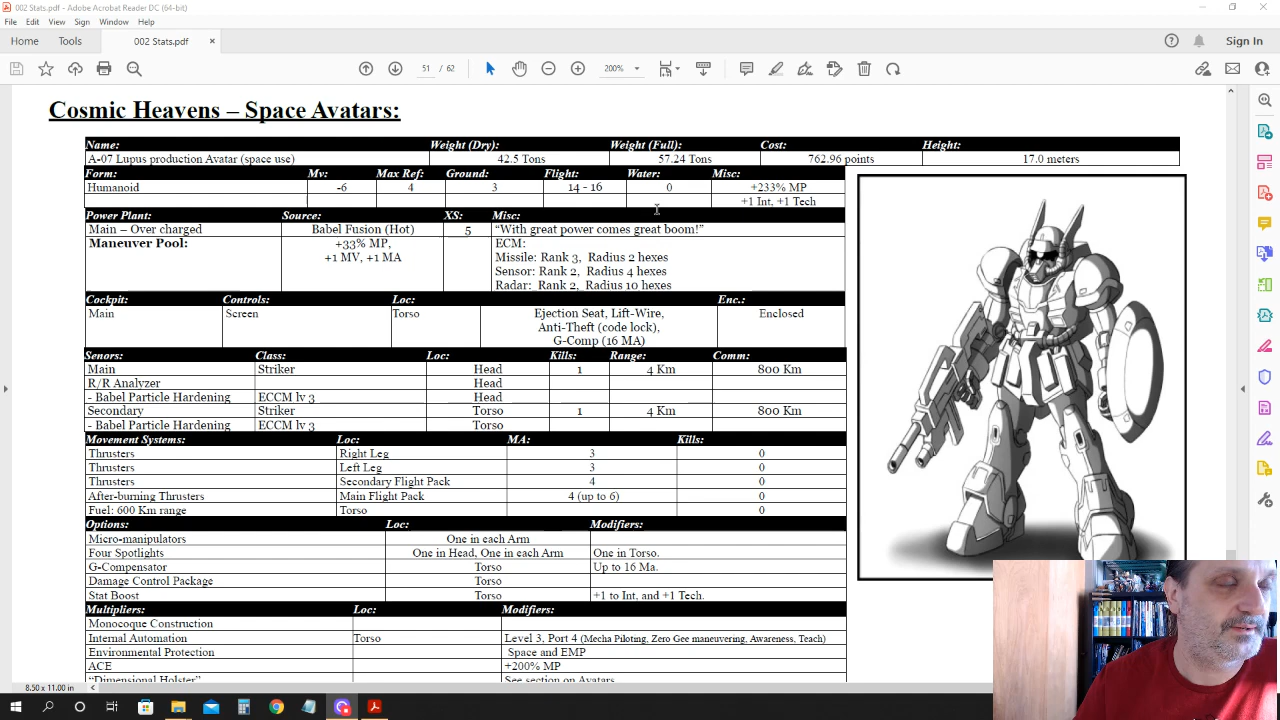 002 Stats.pdf - Adobe Acrobat Reader DC (64-bit)
File Edit View Sign Window Help
Home Tools 002 Stats.pdf × Sign In
51 / 62 200%
Cosmic Heavens – Space Avatars:
Name: Weight (Dry): Weight (Full): Cost: Height:
A-07 Lupus production Avatar (space use) 42.5 Tons 57.24 Tons 762.96 points 17.0 meters
Form: Mv: Max Ref: Ground: Flight: Water: Misc:
Humanoid -6 4 3 14 - 16 0 +233% MP
+1 Int, +1 Tech
Power Plant: Source: XS: Misc:
Main – Over charged Babel Fusion (Hot) 5 “With great power comes great boom!”
Maneuver Pool: +33% MP, ECM:
+1 MV, +1 MA Missile: Rank 3, Radius 2 hexes
Sensor: Rank 2, Radius 4 hexes
Radar: Rank 2, Radius 10 hexes
Cockpit: Controls: Loc: Enc.:
Main Screen Torso Ejection Seat, Lift-Wire, Enclosed
Anti-Theft (code lock),
G-Comp (16 MA)
Senors: Class: Loc: Kills: Range: Comm:
Main Striker Head 1 4 Km 800 Km
R/R Analyzer Head
- Babel Particle Hardening ECCM lv 3 Head
Secondary Striker Torso 1 4 Km 800 Km
- Babel Particle Hardening ECCM lv 3 Torso
Movement Systems: Loc: MA: Kills:
Thrusters Right Leg 3 0
Thrusters Left Leg 3 0
Thrusters Secondary Flight Pack 4 0
After-burning Thrusters Main Flight Pack 4 (up to 6) 0
Fuel: 600 Km range Torso 0
Options: Loc: Modifiers:
Micro-manipulators One in each Arm
Four Spotlights One in Head, One in each Arm One in Torso.
G-Compensator Torso Up to 16 Ma.
Damage Control Package Torso
Stat Boost Torso +1 to Int, and +1 Tech.
Multipliers: Loc: Modifiers:
Monocoque Construction
Internal Automation Torso Level 3, Port 4 (Mecha Piloting, Zero Gee maneuvering, Awareness, Teach)
Environmental Protection Space and EMP
ACE +200% MP
“Dimensional Holster” See section on Avatars
8.50 x 11.00 in